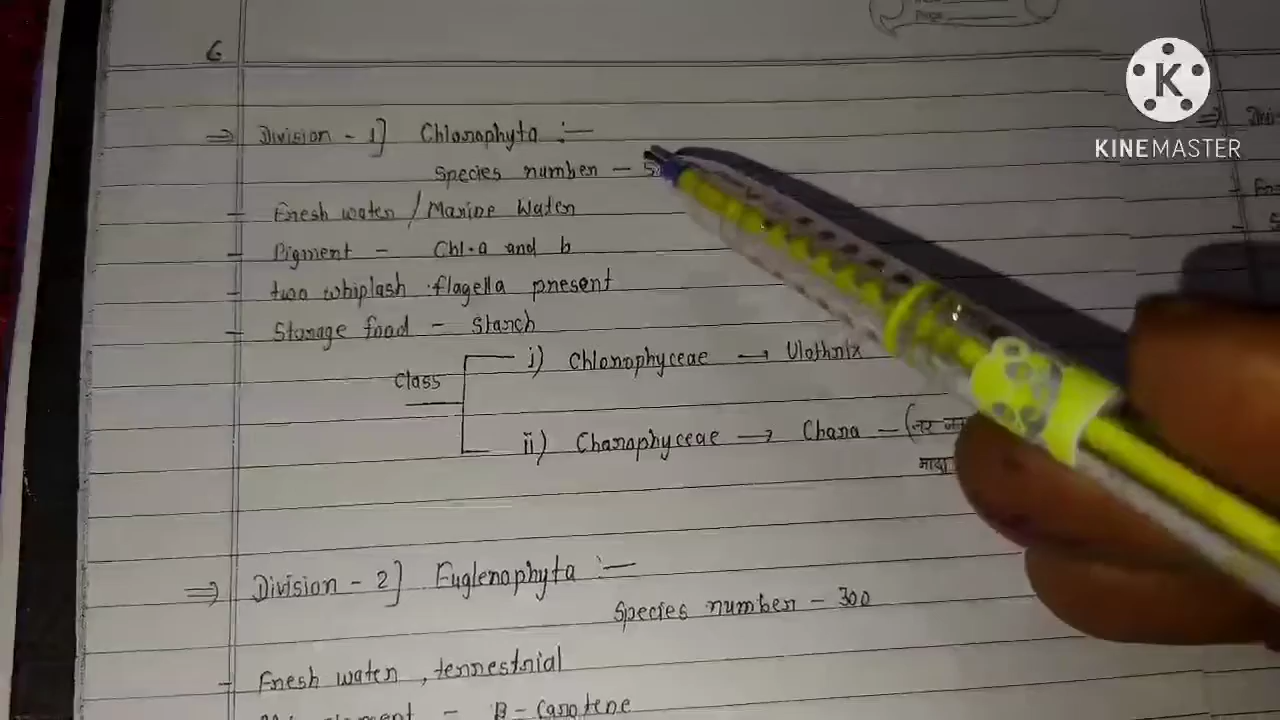 6
⇒ Division - 1] Chlorophyta :—
Species number —
- Fresh water / Marine Water
- Pigment - Chl.a and b
- two whiplash flagella present
- Storage food - Starch
Class
i) Chlorophyceae → Ulothrix
ii) Charophyceae → Chara - (नर
मादा
⇒ Division - 2] Euglenophyta :—
Species number - 300
- Fresh water, terrestrial
- B-Carotene
K
KINEMASTER